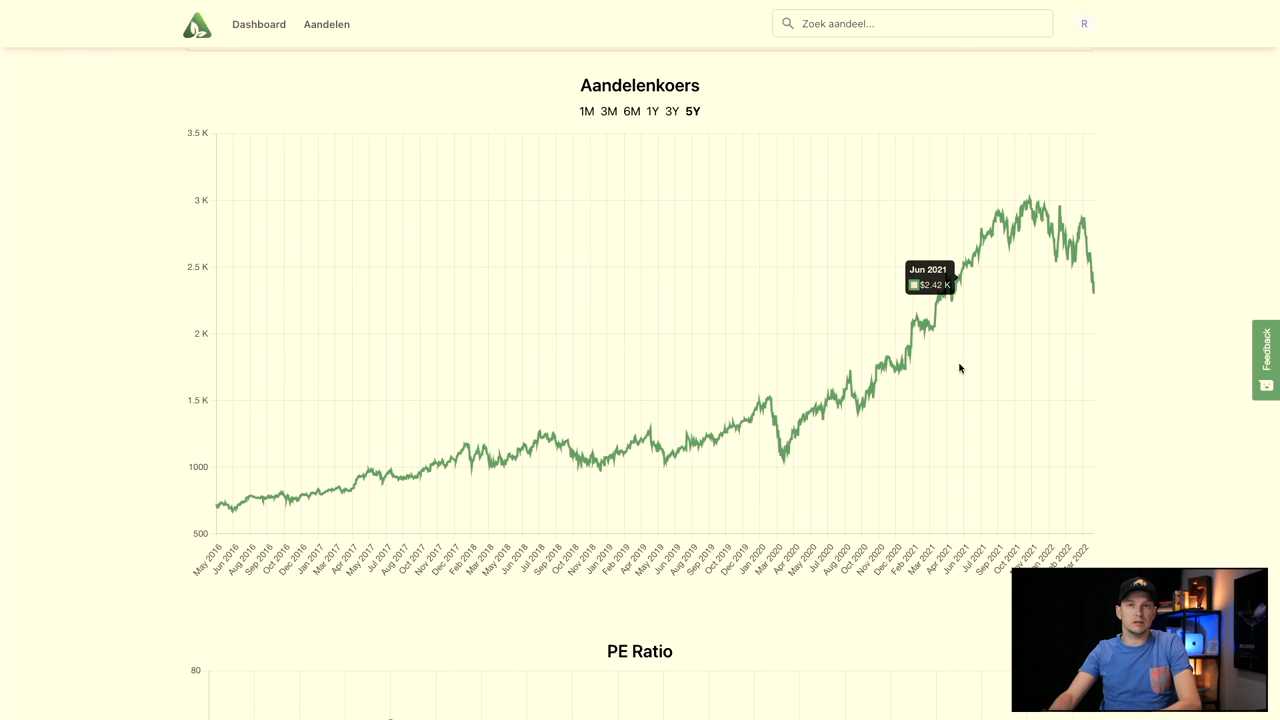 Dashboard Aandelen Zoek aandeel... R
Aandelenkoers
1M 3M 6M 1Y 3Y 5Y
3.5 K
3 K
2.5 K
2 K
1.5 K
1000
500
Jun 2021
$2.42 K
Feedback
May 2016 Jun 2016 Aug 2016 Sep 2016 Oct 2016 Dec 2016 Jan 2017 Mar 2017 Apr 2017 May 2017 Jul 2017 Aug 2017 Oct 2017 Nov 2017 Dec 2017 Feb 2018 Mar 2018 May 2018 Jun 2018 Jul 2018 Sep 2018 Oct 2018 Nov 2018 Jan 2019 Feb 2019 Apr 2019 May 2019 Jun 2019 Aug 2019 Sep 2019 Oct 2019 Dec 2019 Jan 2020 Mar 2020 Apr 2020 May 2020 Jul 2020 Aug 2020 Oct 2020 Nov 2020 Dec 2020 Feb 2021 Mar 2021 Apr 2021 Jun 2021 Jul 2021 Sep 2021 Oct 2021 2021 2022 2022 2022
PE Ratio
80